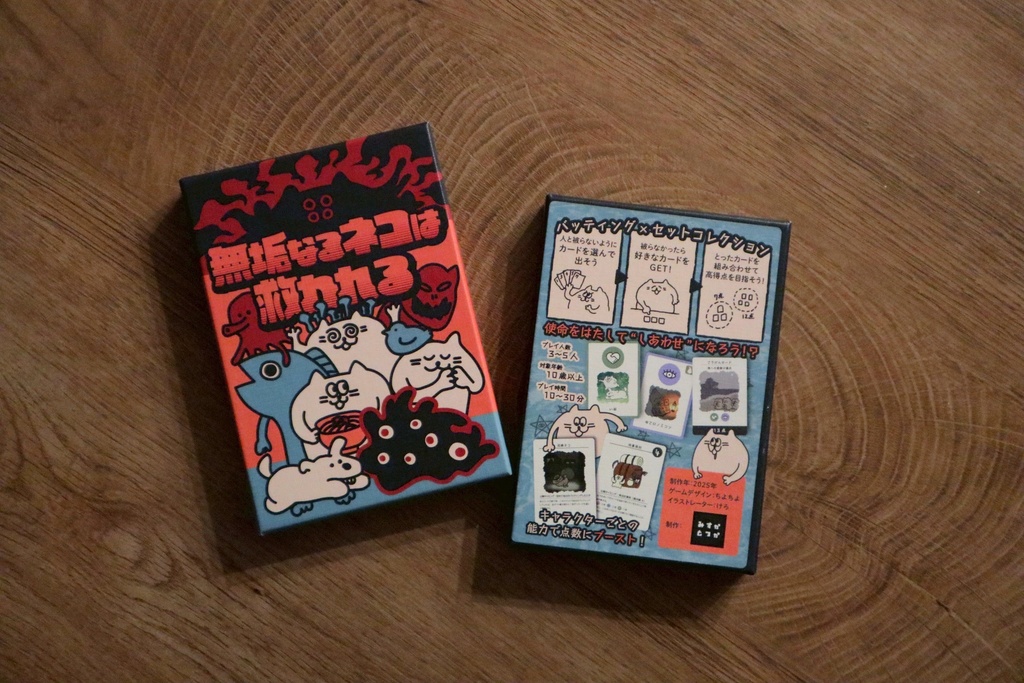 無垢なるネコは
救われる
バッティング×セットコレクション
人と被らないように
カードを選んで
出そう
被らなかったら
好きなカードを
GET!
とったカードを
組み合わせて
高得点を目指そう!
使命をはたして"しあわせ"になろう!?
プレイ人数
3~5人
対象年齢
10歳以上
プレイ時間
10~30分
キャラクターごとの
能力で点数にブースト!
制作年:2025年
ゲームデザイン:ちよちよ
イラストレーター:げろ
制作: